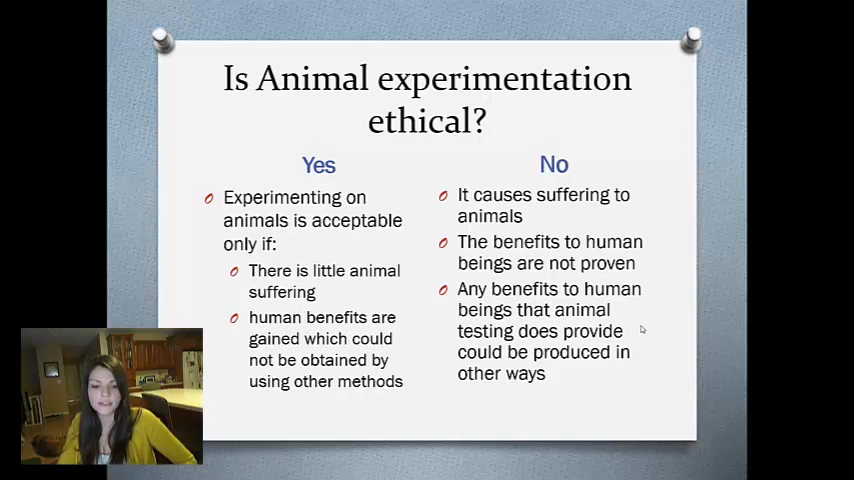 Is Animal experimentation
ethical?
Yes
Experimenting on
animals is acceptable
only if:
There is little animal
suffering
human benefits are
gained which could
not be obtained by
using other methods
No
It causes suffering to
animals
The benefits to human
beings are not proven
Any benefits to human
beings that animal
testing does provide
could be produced in
other ways